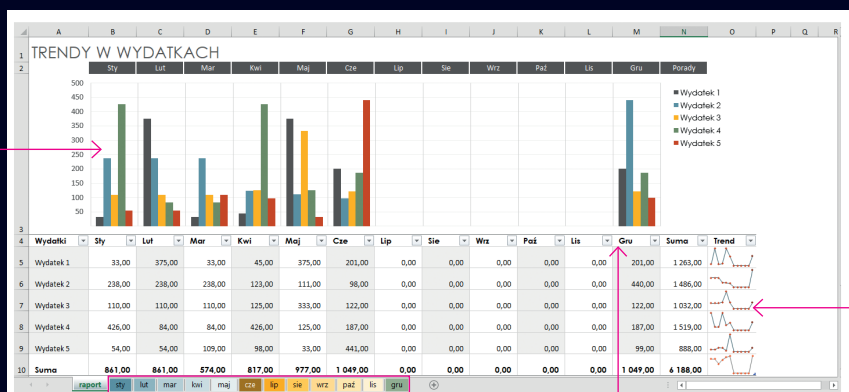 A B C D E F G H I J K L M N O P Q R
1 TRENDY W WYDATKACH
2 Sty Lut Mar Kwi Maj Cze Lip Sie Wrz Paź Lis Gru Porady
500
450
400
350
300
250
200
150
100
50
Wydatek 1
Wydatek 2
Wydatek 3
Wydatek 4
Wydatek 5
3
4 Wydatki Sty Lut Mar Kwi Maj Cze Lip Sie Wrz Paź Lis Gru Suma Trend
5 Wydatek 1 33,00 375,00 33,00 45,00 375,00 201,00 0,00 0,00 0,00 0,00 0,00 201,00 1 263,00
6 Wydatek 2 238,00 238,00 238,00 123,00 111,00 98,00 0,00 0,00 0,00 0,00 0,00 440,00 1 486,00
7 Wydatek 3 110,00 110,00 110,00 125,00 333,00 122,00 0,00 0,00 0,00 0,00 0,00 122,00 1 032,00
8 Wydatek 4 426,00 84,00 84,00 426,00 125,00 187,00 0,00 0,00 0,00 0,00 0,00 187,00 1 519,00
9 Wydatek 5 54,00 54,00 109,00 98,00 33,00 441,00 0,00 0,00 0,00 0,00 0,00 99,00 888,00
10 Suma 861,00 861,00 574,00 817,00 977,00 1 049,00 0,00 0,00 0,00 0,00 0,00 1 049,00 6 188,00
raport sty lut mar kwi maj cze lip sie wrz paź lis gru